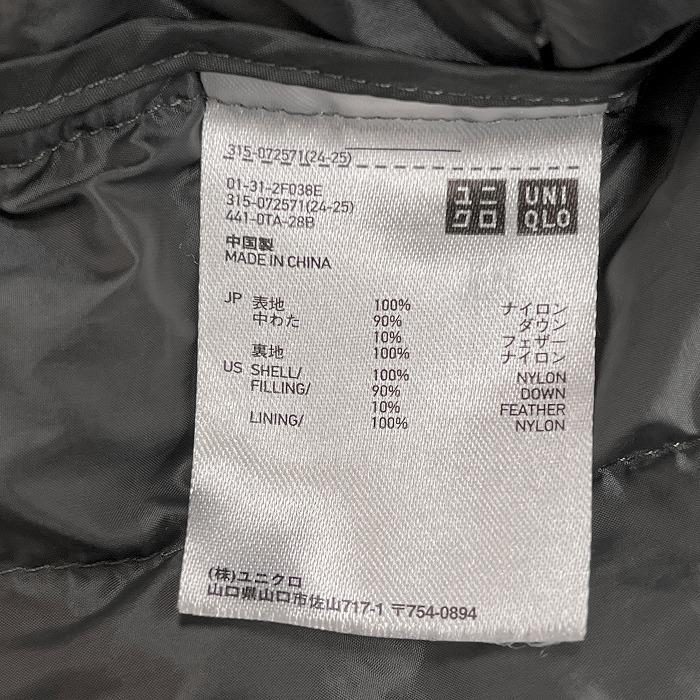 315-072571(24-25)
01-31-2F038E
315-072571(24-25)
441-0TA-28B
ユニクロ
UNIQLO
中国製
MADE IN CHINA
JP 表地 100% ナイロン
中わた 90% ダウン
10% フェザー
裏地 100% ナイロン
US SHELL/ 100% NYLON
FILLING/ 90% DOWN
10% FEATHER
LINING/ 100% NYLON
(株)ユニクロ
山口県山口市佐山717-1 〒754-0894